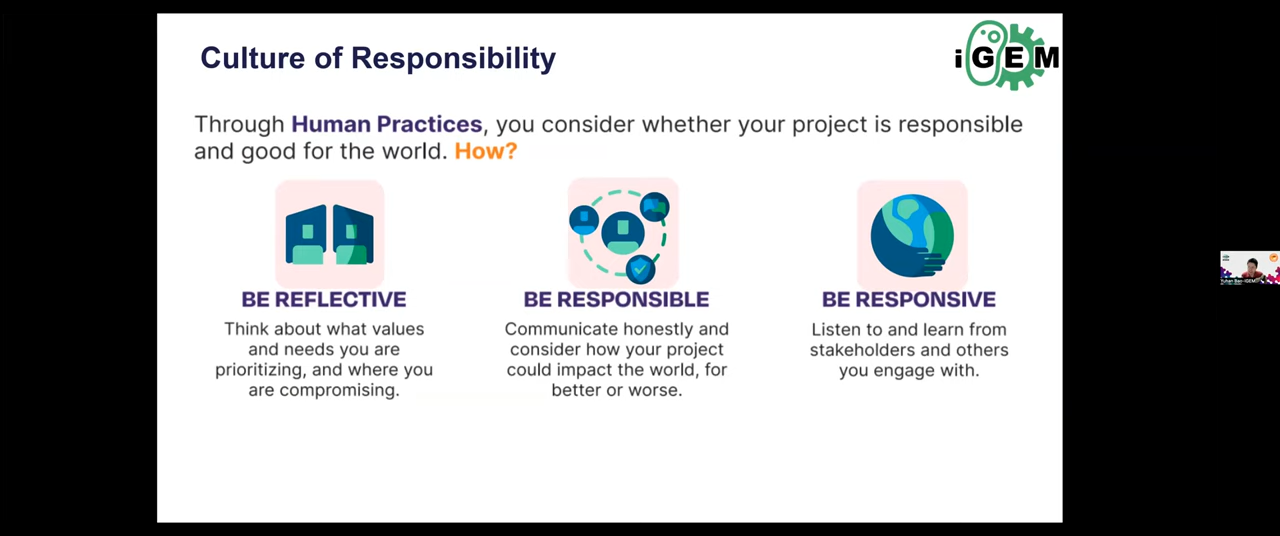 Culture of Responsibility
iGEM
Through Human Practices, you consider whether your project is responsible
and good for the world. How?
BE REFLECTIVE
Think about what values
and needs you are
prioritizing, and where you
are compromising.
BE RESPONSIBLE
Communicate honestly and
consider how your project
could impact the world, for
better or worse.
BE RESPONSIVE
Listen to and learn from
stakeholders and others
you engage with.